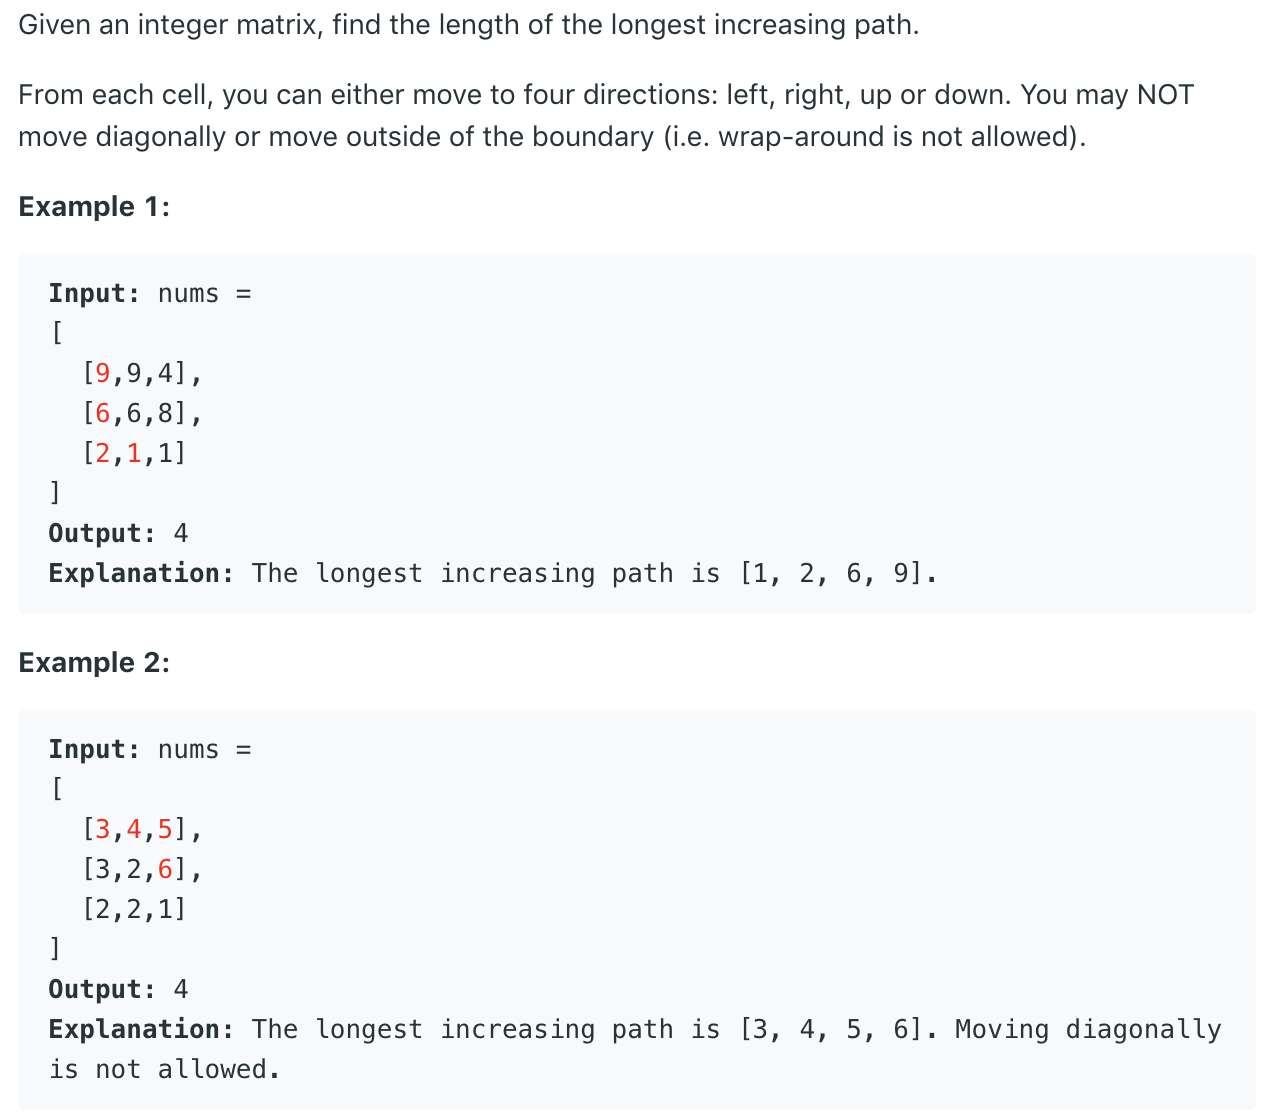 Given an integer matrix, find the length of the longest increasing path.
From each cell, you can either move to four directions: left, right, up or down. You may NOT
move diagonally or move outside of the boundary (i.e. wrap-around is not allowed).
Example 1:
Input: nums =
[
  [9,9,4],
  [6,6,8],
  [2,1,1]
]
Output: 4
Explanation: The longest increasing path is [1, 2, 6, 9].
Example 2:
Input: nums =
[
  [3,4,5],
  [3,2,6],
  [2,2,1]
]
Output: 4
Explanation: The longest increasing path is [3, 4, 5, 6]. Moving diagonally
is not allowed.